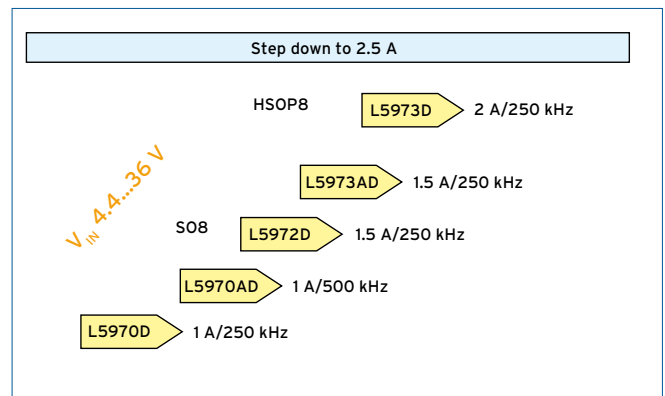 Step down to 2.5 A
HSOP8
L5973D
2 A/250 kHz
V IN 4.4...36 V
L5973AD
1.5 A/250 kHz
SO8
L5972D
1.5 A/250 kHz
L5970AD
1 A/500 kHz
L5970D
1 A/250 kHz